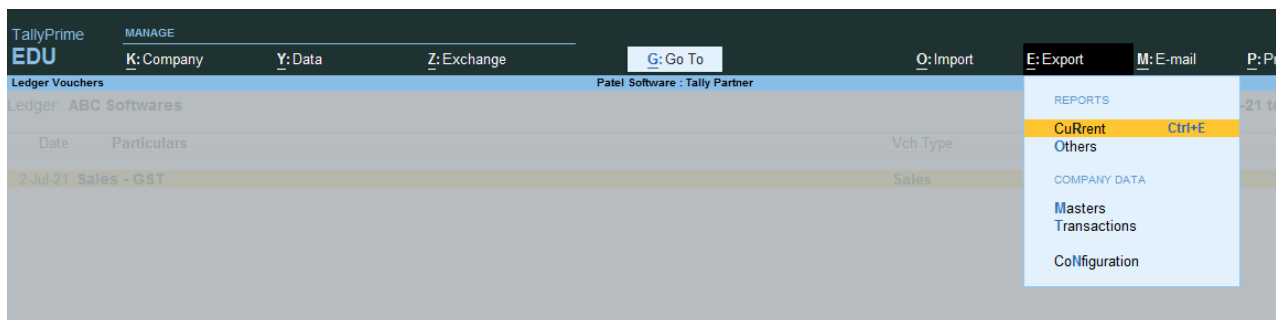 TallyPrime MANAGE
EDU K: Company Y: Data Z: Exchange G: Go To O: Import E: Export M: E-mail
Ledger Vouchers Patel Software : Tally Partner
REPORTS
Ledger: ABC Softwares -21 to
CuRrent Ctrl+E
Date Particulars Vch Type
Others
2-Jul-21 Sales - GST Sales
COMPANY DATA
Masters
Transactions
CoNfiguration